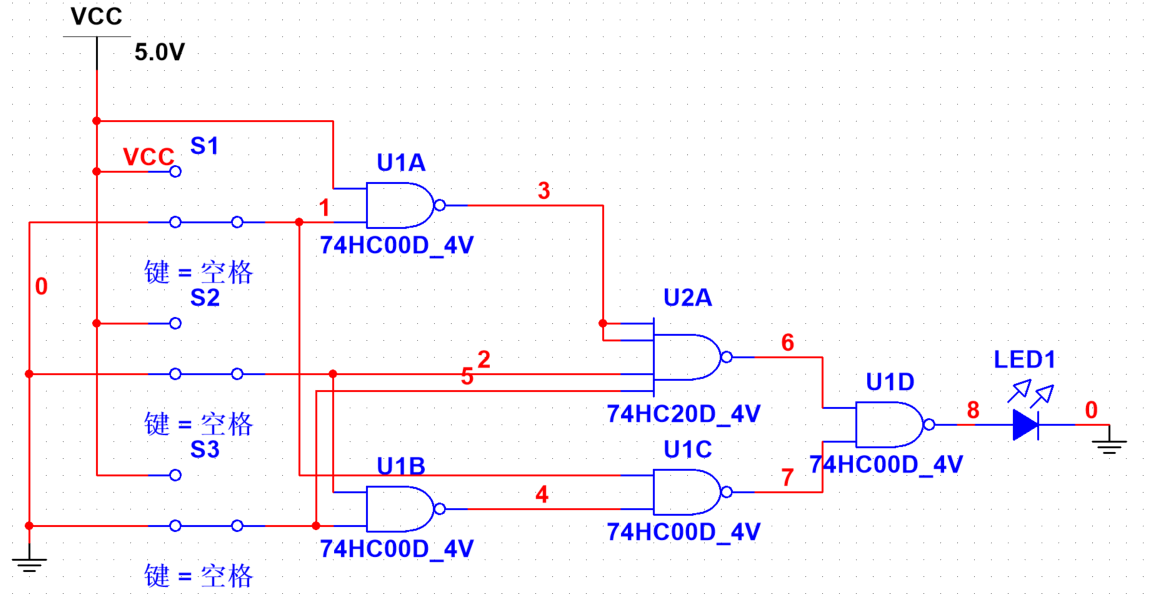 VCC
5.0V
VCC
S1
U1A
1
3
74HC00D_4V
键 = 空格
0
S2
U2A
2
5
6
LED1
U1D
键 = 空格
74HC20D_4V
8
0
S3
U1B
U1C
74HC00D_4V
4
7
74HC00D_4V
74HC00D_4V
键 = 空格